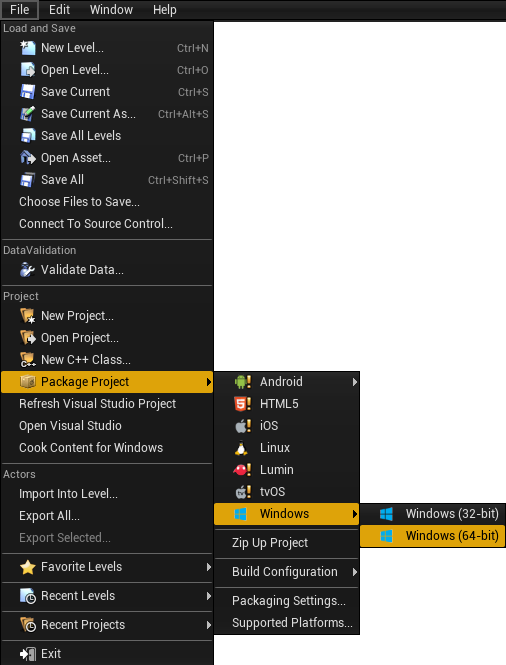 File Edit Window Help
Load and Save
New Level... Ctrl+N
Open Level... Ctrl+O
Save Current Ctrl+S
Save Current As... Ctrl+Alt+S
Save All Levels
Open Asset... Ctrl+P
Save All Ctrl+Shift+S
Choose Files to Save...
Connect To Source Control...
DataValidation
Validate Data...
Project
New Project...
Open Project...
New C++ Class...
Package Project
Refresh Visual Studio Project
Open Visual Studio
Cook Content for Windows
Actors
Import Into Level...
Export All...
Export Selected...
Favorite Levels
Recent Levels
Recent Projects
Exit
Android
HTML5
iOS
Linux
Lumin
tvOS
Windows
Zip Up Project
Build Configuration
Packaging Settings...
Supported Platforms...
Windows (32-bit)
Windows (64-bit)